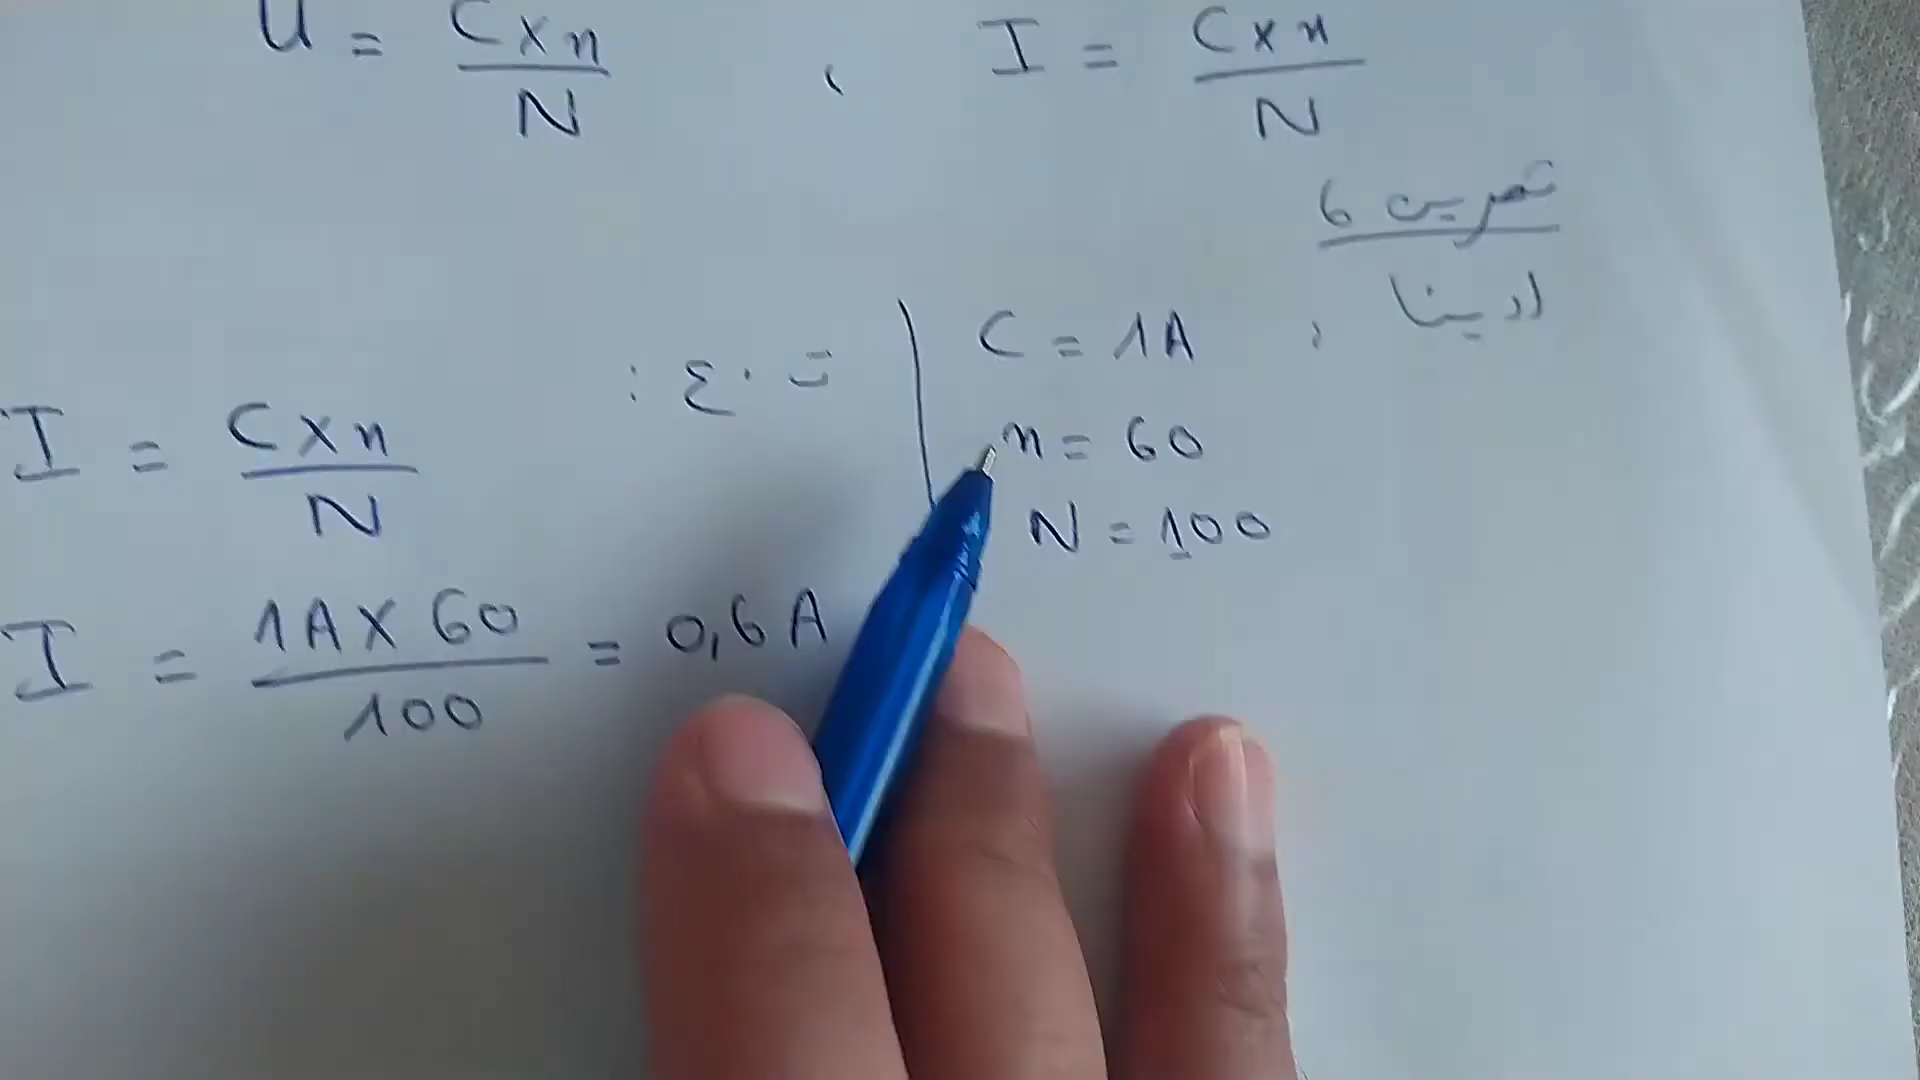 U = C x n / N , I = C x n / N
تمرين 6
لدينا ، C = 1A
n = 60
N = 100
ت.ع :
I = C x n / N
I = 1A x 60 / 100 = 0,6 A